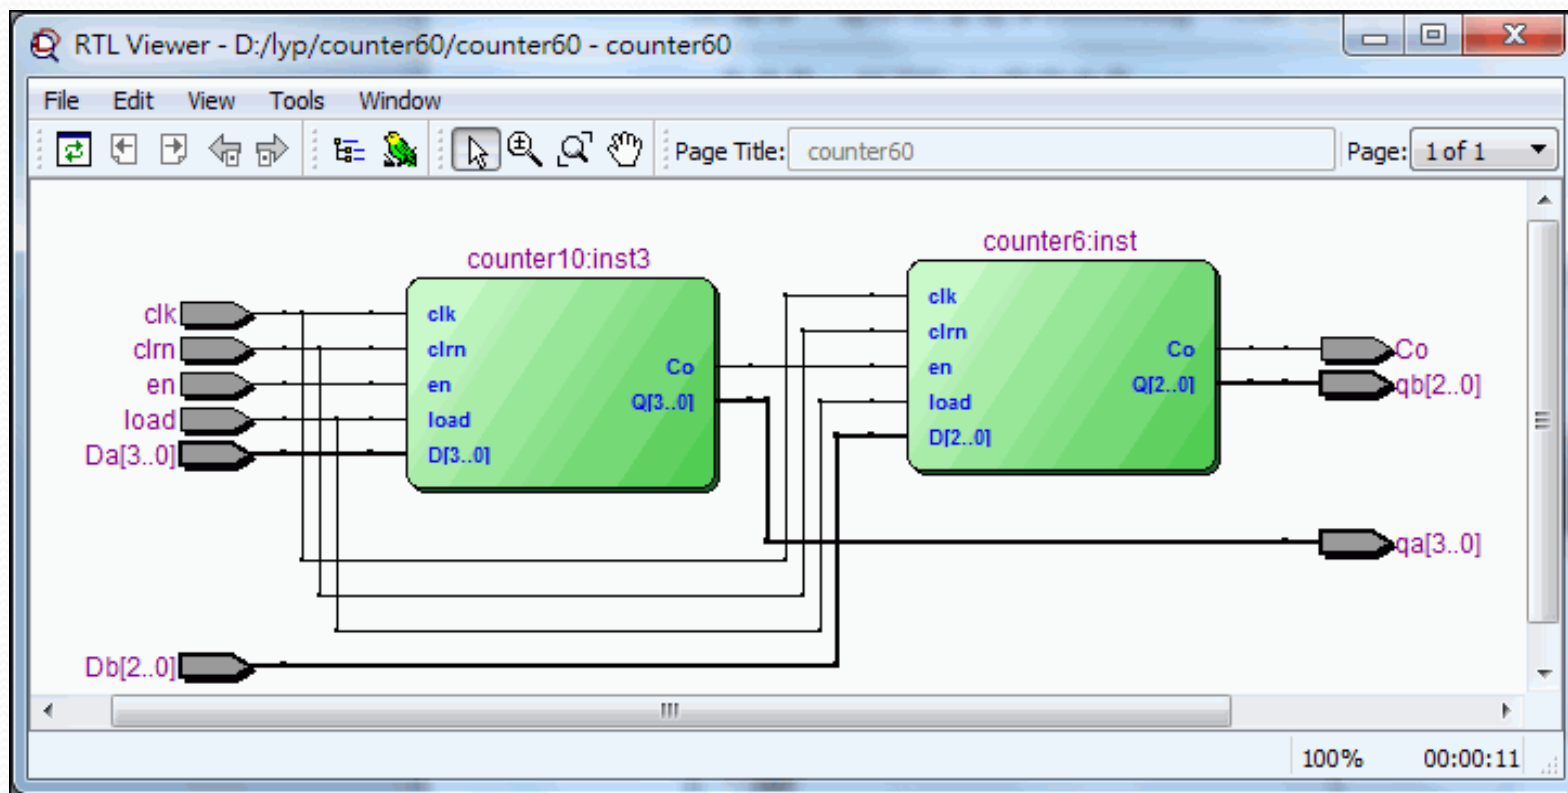 RTL Viewer - D:/lyp/counter60/counter60 - counter60
File Edit View Tools Window
Page Title: counter60 Page: 1 of 1
counter10:inst3
counter6:inst
clk
clrn
en
load
Da[3..0]
Db[2..0]
clk
clrn
en
load
D[3..0]
Co
Q[3..0]
clk
clrn
en
load
D[2..0]
Co
Q[2..0]
Co
qb[2..0]
qa[3..0]
100% 00:00:11